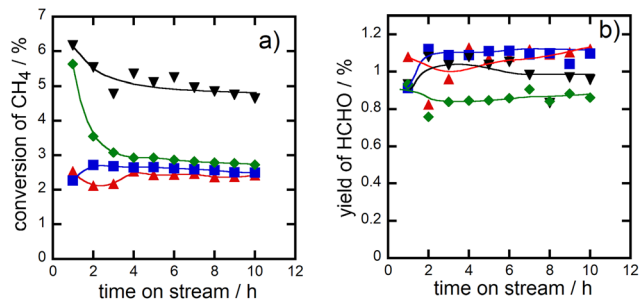 a)
conversion of CH4 / %
7
6
5
4
3
2
1
0
0 2 4 6 8 10 12
time on stream / h
b)
yield of HCHO / %
1.2
1
0.8
0.6
0.4
0.2
0
0 2 4 6 8 10 12
time on stream / h